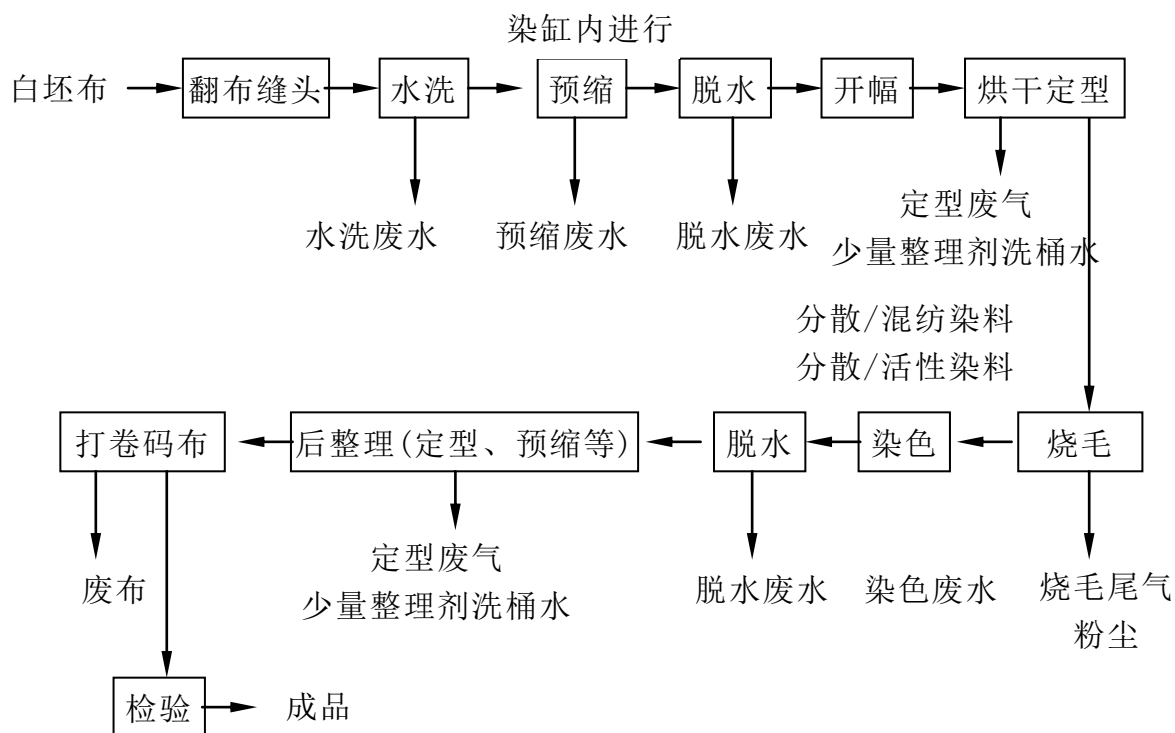 染缸内进行
白坯布
翻布缝头
水洗
预缩
脱水
开幅
烘干定型
水洗废水
预缩废水
脱水废水
定型废气
少量整理剂洗桶水
分散/混纺染料
分散/活性染料
打卷码布
后整理(定型、预缩等)
脱水
染色
烧毛
废布
定型废气
少量整理剂洗桶水
脱水废水
染色废水
烧毛尾气
粉尘
检验
成品